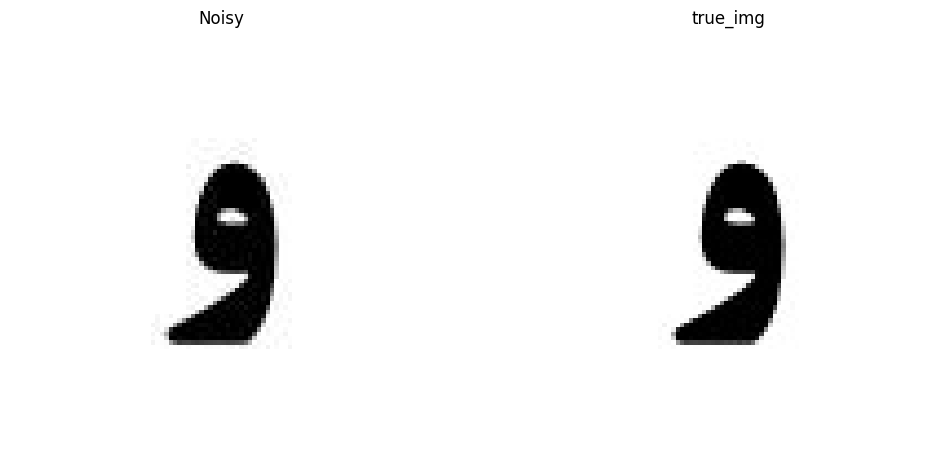 Noisy true_img
و و